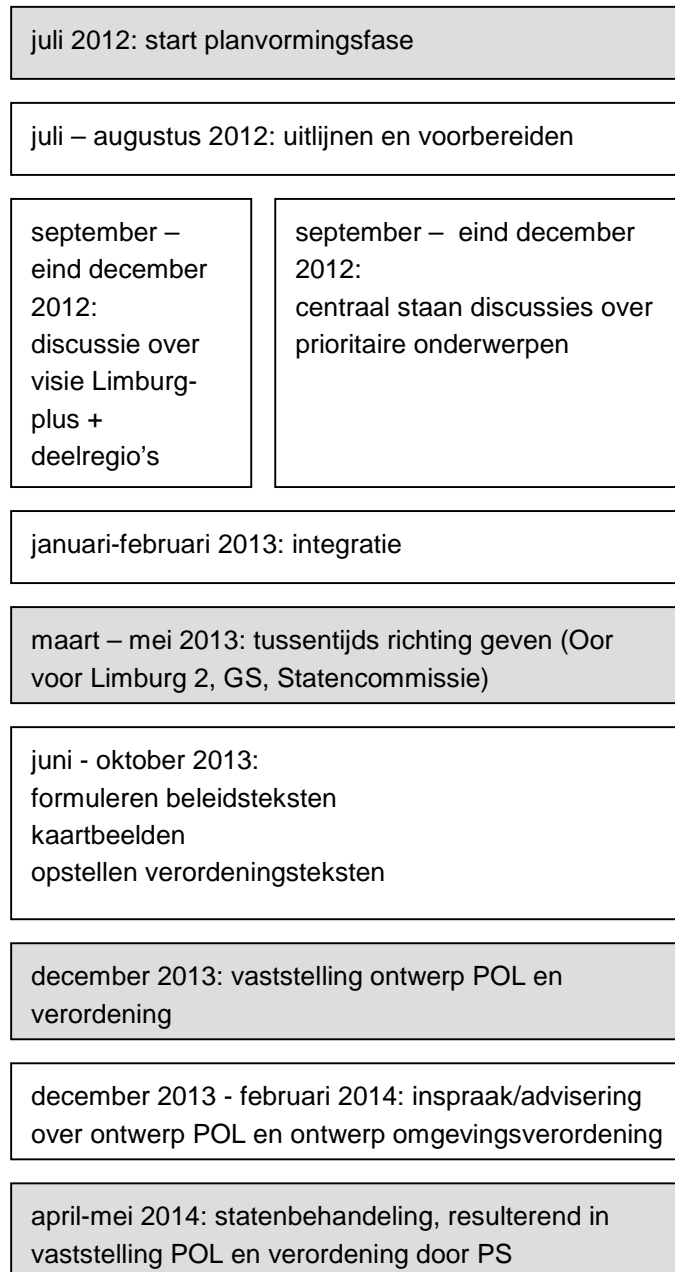 juli 2012: start planvormingsfase
juli – augustus 2012: uitlijnen en voorbereiden
september –
eind december
2012:
discussie over
visie Limburg-
plus +
deelregio's
september –  eind december
2012:
centraal staan discussies over
prioritaire onderwerpen
januari-februari 2013: integratie
maart – mei 2013: tussentijds richting geven (Oor
voor Limburg 2, GS, Statencommissie)
juni - oktober 2013:
formuleren beleidsteksten
kaartbeelden
opstellen verordeningsteksten
december 2013: vaststelling ontwerp POL en
verordening
december 2013 - februari 2014: inspraak/advisering
over ontwerp POL en ontwerp omgevingsverordening
april-mei 2014: statenbehandeling, resulterend in
vaststelling POL en verordening door PS